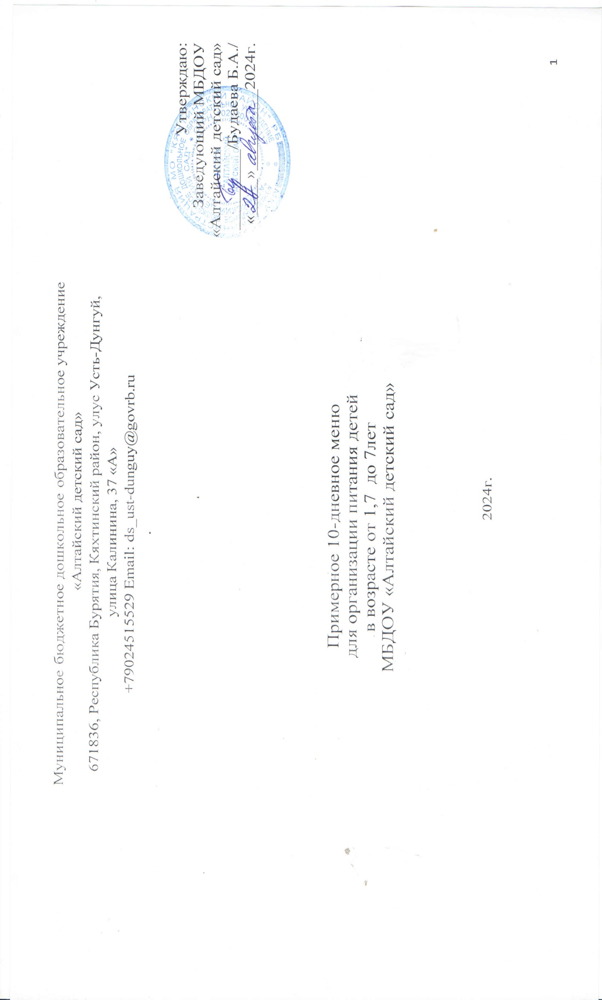 Муниципальное бюджетное дошкольное образовательное учреждение
«Алтайский детский сад»
671836, Республика Бурятия, Кяхтинский район, улус Усть-Дунгуй,
улица Калинина, 37 «А»
+79024515529 Email: ds_ust-dunguy@govrb.ru
Утверждаю:
Заведующий МБДОУ
«Алтайский детский сад»
/Будаева Б.А./
« » августа 2024г.
Примерное 10-дневное меню
для организации питания детей
в возрасте от 1,7 до 7лет
МБДОУ «Алтайский детский сад»
2024г.
1